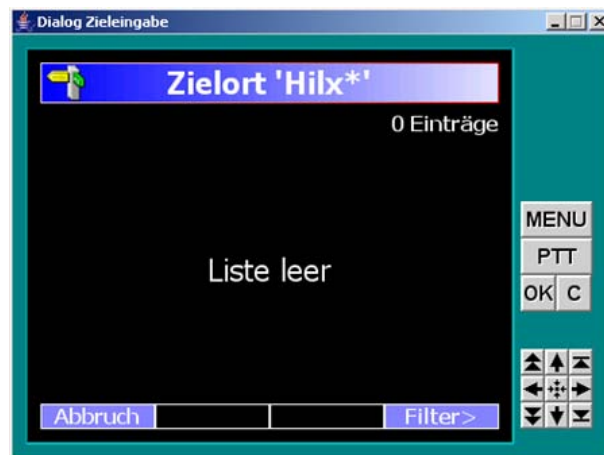 Dialog Zieleingabe
Zielort 'Hilx*'
0 Einträge
MENU
PTT
OK C
Liste leer
Abbruch Filter>